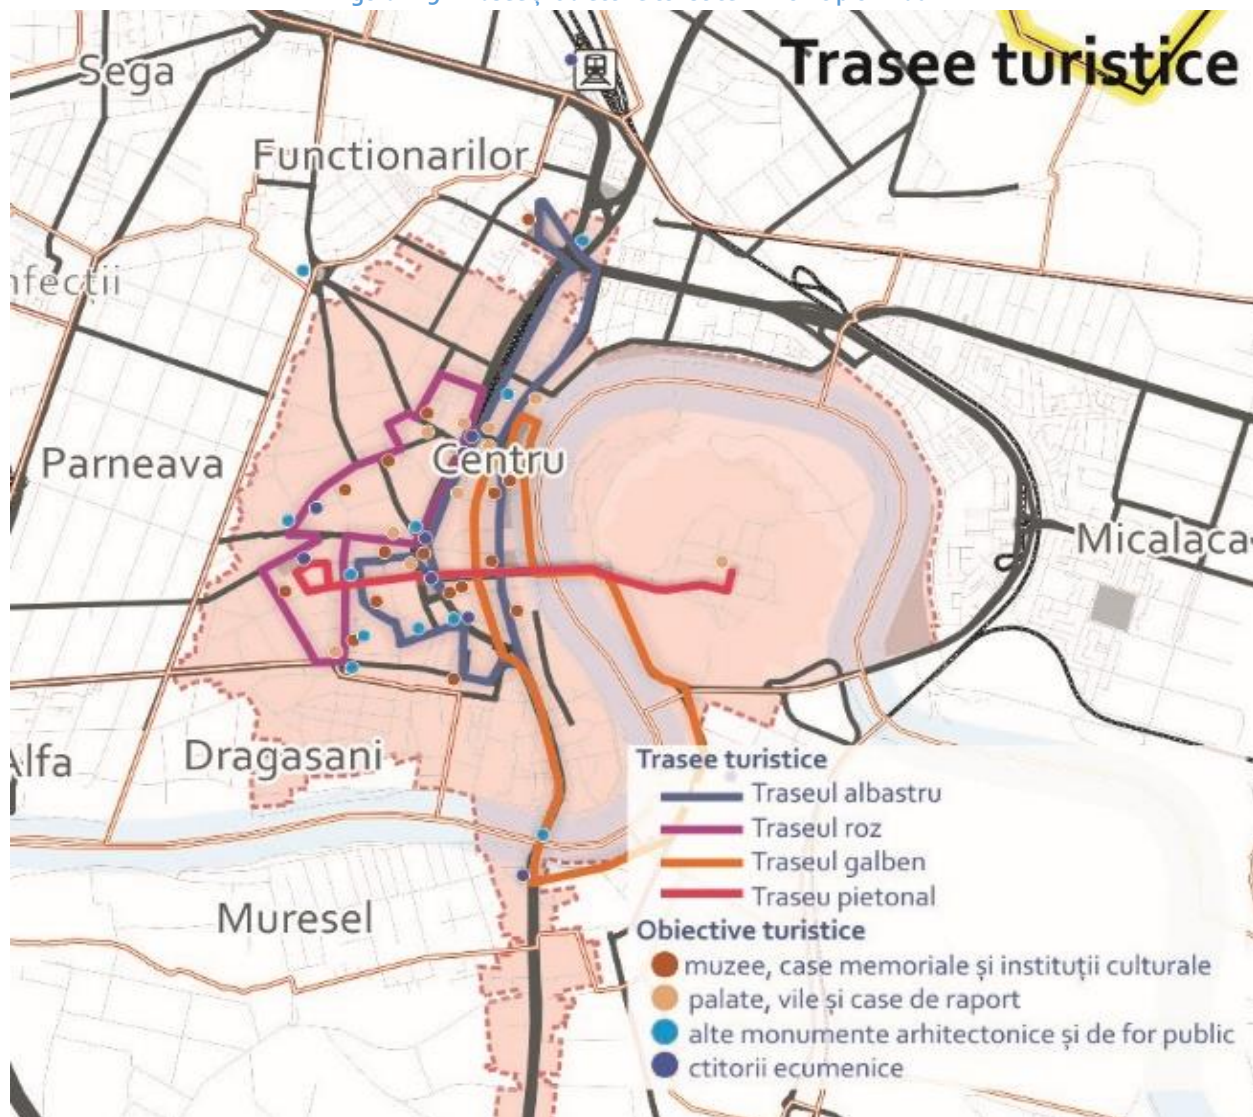 Trasee turistice
Sega
Functionarilor
Parneava
Centru
Micalaca
Alfa
Dragasani
Muresel
Trasee turistice
Traseul albastru
Traseul roz
Traseul galben
Traseu pietonal
Obiective turistice
muzee, case memoriale și instituții culturale
palate, vile și case de raport
alte monumente arhitectonice și de for public
ctitorii ecumenice